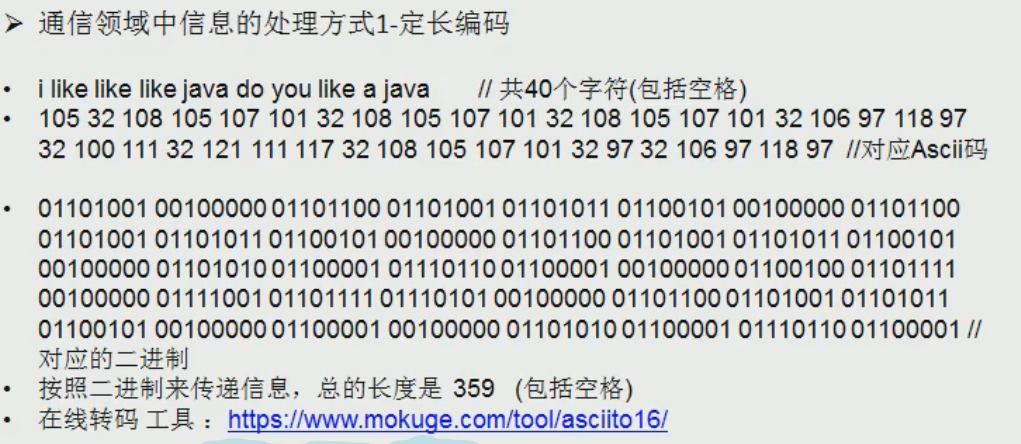 ➤ 通信领域中信息的处理方式1-定长编码
• i like like like java do you like a java // 共40个字符(包括空格)
• 105 32 108 105 107 101 32 108 105 107 101 32 108 105 107 101 32 106 97 118 97
32 100 111 32 121 111 117 32 108 105 107 101 32 97 32 106 97 118 97 //对应Ascii码
• 01101001 00100000 01101100 01101001 01101011 01100101 00100000 01101100
01101001 01101011 01100101 00100000 01101100 01101001 01101011 01100101
00100000 01101010 01100001 01110110 01100001 00100000 01100100 01101111
00100000 01111001 01101111 01110101 00100000 01101100 01101001 01101011
01100101 00100000 01100001 00100000 01101010 01100001 01110110 01100001 //
对应的二进制
• 按照二进制来传递信息，总的长度是 359 (包括空格)
• 在线转码 工具 ：https://www.mokuge.com/tool/asciito16/